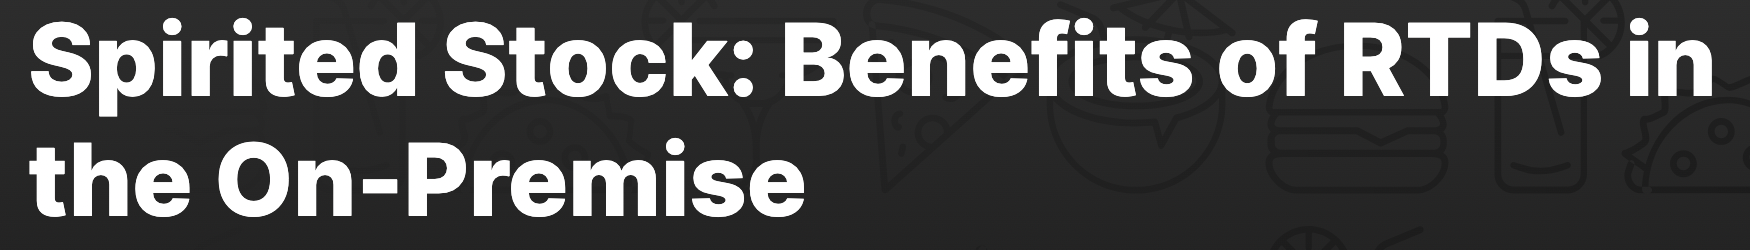 Spirited Stock: Benefits of RTDs in
the On-Premise